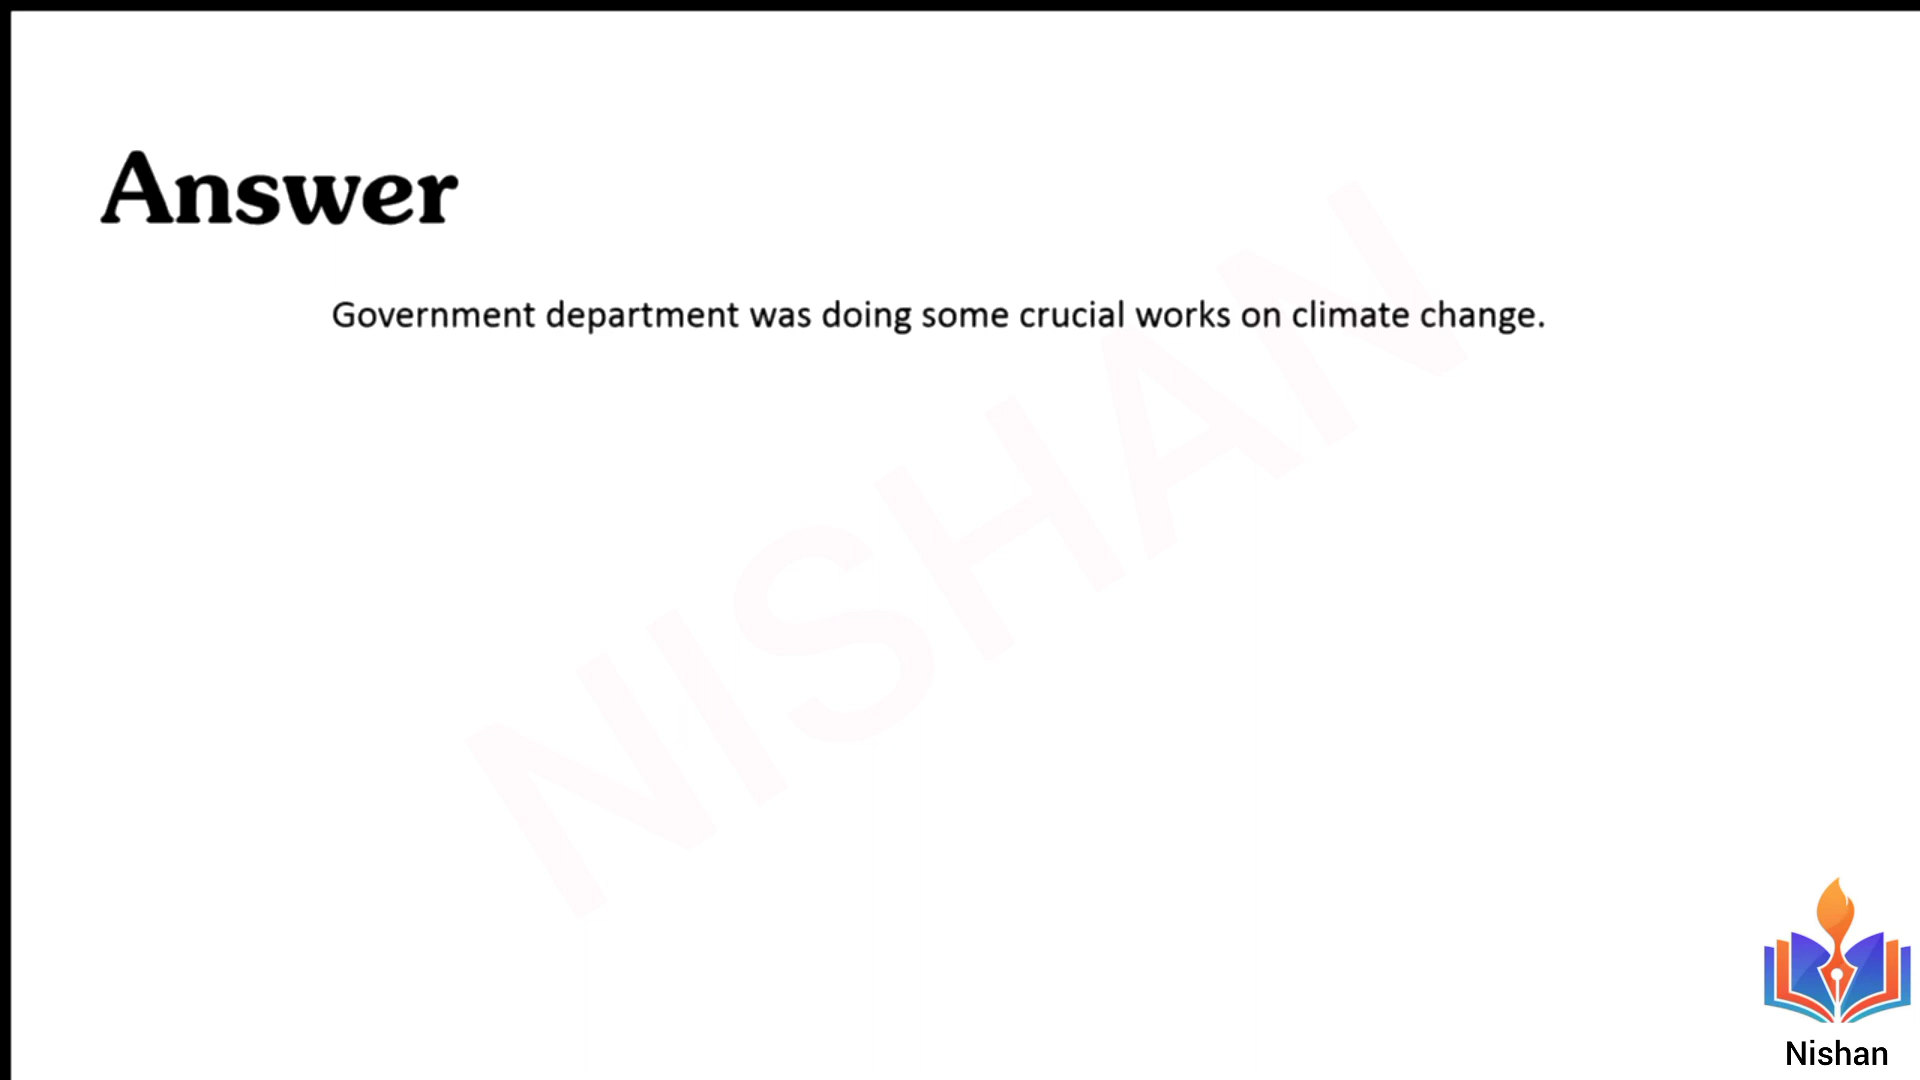 Answer
Government department was doing some crucial works on climate change.
NISHAN
Nishan